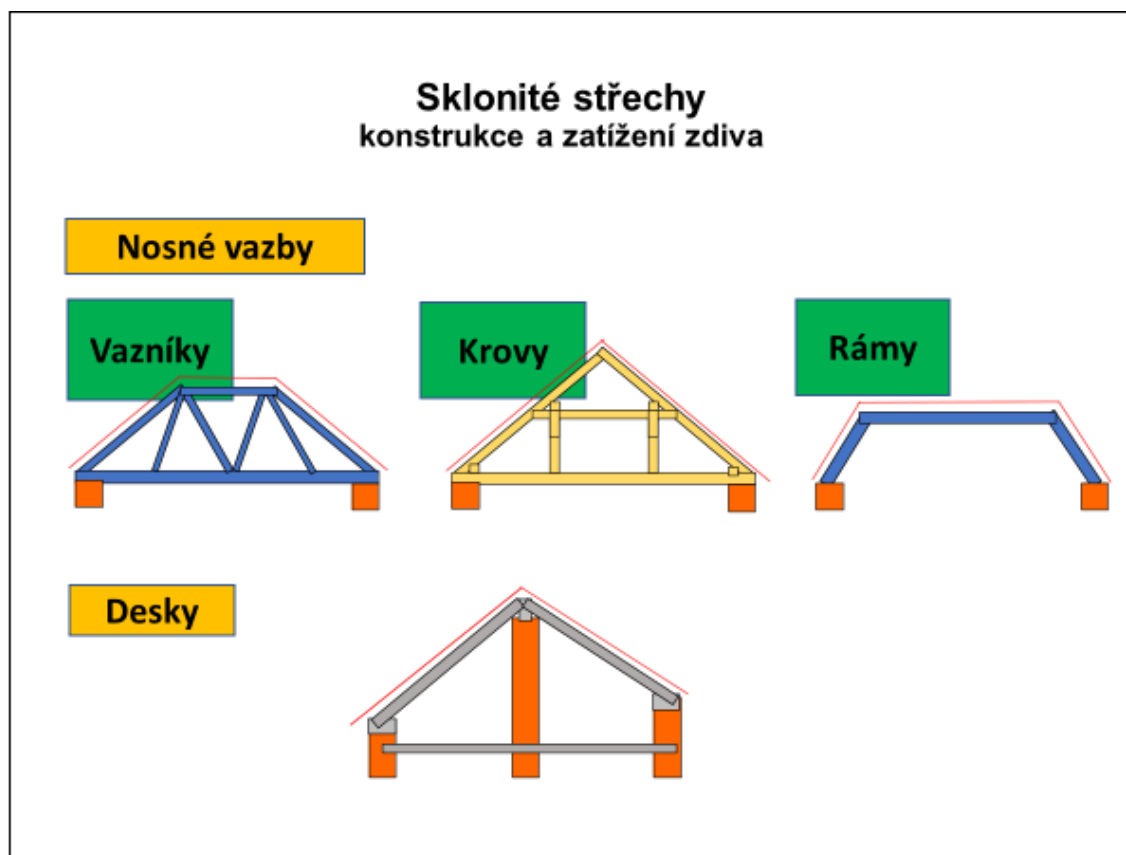 Sklonité střechy
konstrukce a zatížení zdiva
Nosné vazby
Vazníky
Krovy
Rámy
Desky